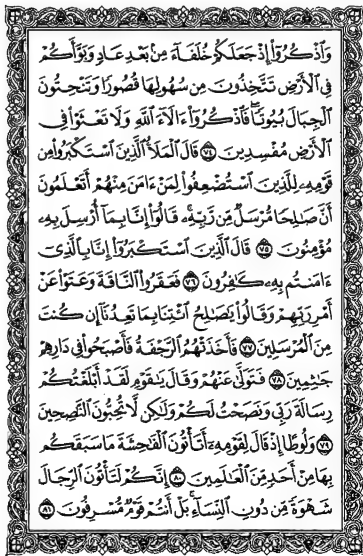 وَٱذْكُرُوٓا۟ إِذْ جَعَلَكُمْ خُلَفَآءَ مِنۢ بَعْدِ عَادٍ وَبَوَّأَكُمْ
فِى ٱلْأَرْضِ تَتَّخِذُونَ مِن سُهُولِهَا قُصُورًا وَتَنْحِتُونَ
ٱلْجِبَالَ بُيُوتًا ۖ فَٱذْكُرُوٓا۟ ءَالَآءَ ٱللَّهِ وَلَا تَعْثَوْا۟ فِى
ٱلْأَرْضِ مُفْسِدِينَ ٧٤ قَالَ ٱلْمَلَأُ ٱلَّذِينَ ٱسْتَكْبَرُوا۟ مِن
قَوْمِهِۦ لِلَّذِينَ ٱسْتُضْعِفُوا۟ لِمَنْ ءَامَنَ مِنْهُمْ أَتَعْلَمُونَ
أَنَّ صَـٰلِحًا مُّرْسَلٌ مِّن رَّبِّهِۦ ۚ قَالُوٓا۟ إِنَّا بِمَآ أُرْسِلَ بِهِۦ
مُؤْمِنُونَ ٧٥ قَالَ ٱلَّذِينَ ٱسْتَكْبَرُوٓا۟ إِنَّا بِٱلَّذِىٓ
ءَامَنتُم بِهِۦ كَـٰفِرُونَ ٧٦ فَعَقَرُوا۟ ٱلنَّاقَةَ وَعَتَوْا۟ عَنْ
أَمْرِ رَبِّهِمْ وَقَالُوا۟ يَـٰصَـٰلِحُ ٱئْتِنَا بِمَا تَعِدُنَآ إِن كُنتَ
مِنَ ٱلْمُرْسَلِينَ ٧٧ فَأَخَذَتْهُمُ ٱلرَّجْفَةُ فَأَصْبَحُوا۟ فِى دَارِهِمْ
جَـٰثِمِينَ ٧٨ فَتَوَلَّىٰ عَنْهُمْ وَقَالَ يَـٰقَوْمِ لَقَدْ أَبْلَغْتُكُمْ
رِسَالَةَ رَبِّى وَنَصَحْتُ لَكُمْ وَلَـٰكِن لَّا تُحِبُّونَ ٱلنَّـٰصِحِينَ
٧٩ وَلُوطًا إِذْ قَالَ لِقَوْمِهِۦٓ أَتَأْتُونَ ٱلْفَـٰحِشَةَ مَا سَبَقَكُم
بِهَا مِنْ أَحَدٍ مِّنَ ٱلْعَـٰلَمِينَ ٨٠ إِنَّكُمْ لَتَأْتُونَ ٱلرِّجَالَ
شَهْوَةً مِّن دُونِ ٱلنِّسَآءِ ۚ بَلْ أَنتُمْ قَوْمٌ مُّسْرِفُونَ ٨١